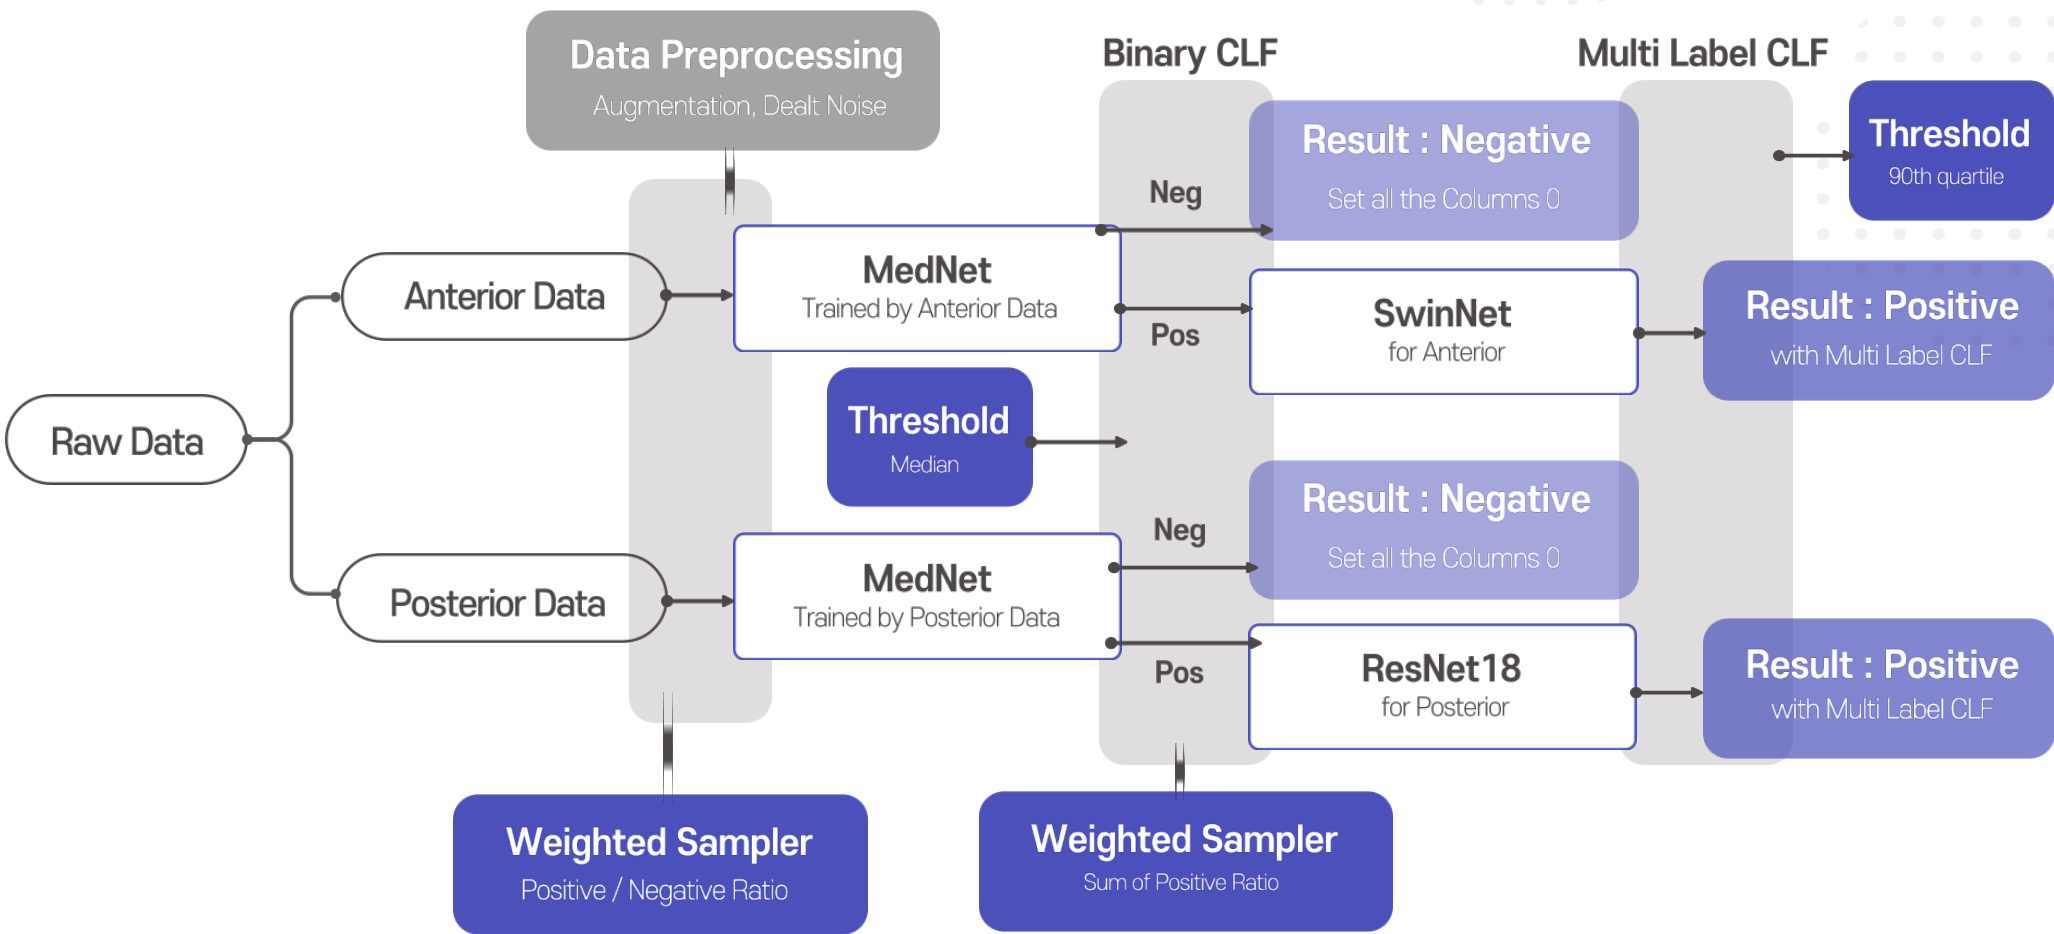 Data Preprocessing
Augmentation, Dealt Noise
Binary CLF
Multi Label CLF
Result : Negative
Set all the Columns 0
Threshold
90th quartile
Neg
MedNet
Trained by Anterior Data
Anterior Data
Pos
SwinNet
for Anterior
Result : Positive
with Multi Label CLF
Raw Data
Threshold
Median
Result : Negative
Set all the Columns 0
Neg
Posterior Data
MedNet
Trained by Posterior Data
Pos
ResNet18
for Posterior
Result : Positive
with Multi Label CLF
Weighted Sampler
Positive / Negative Ratio
Weighted Sampler
Sum of Positive Ratio